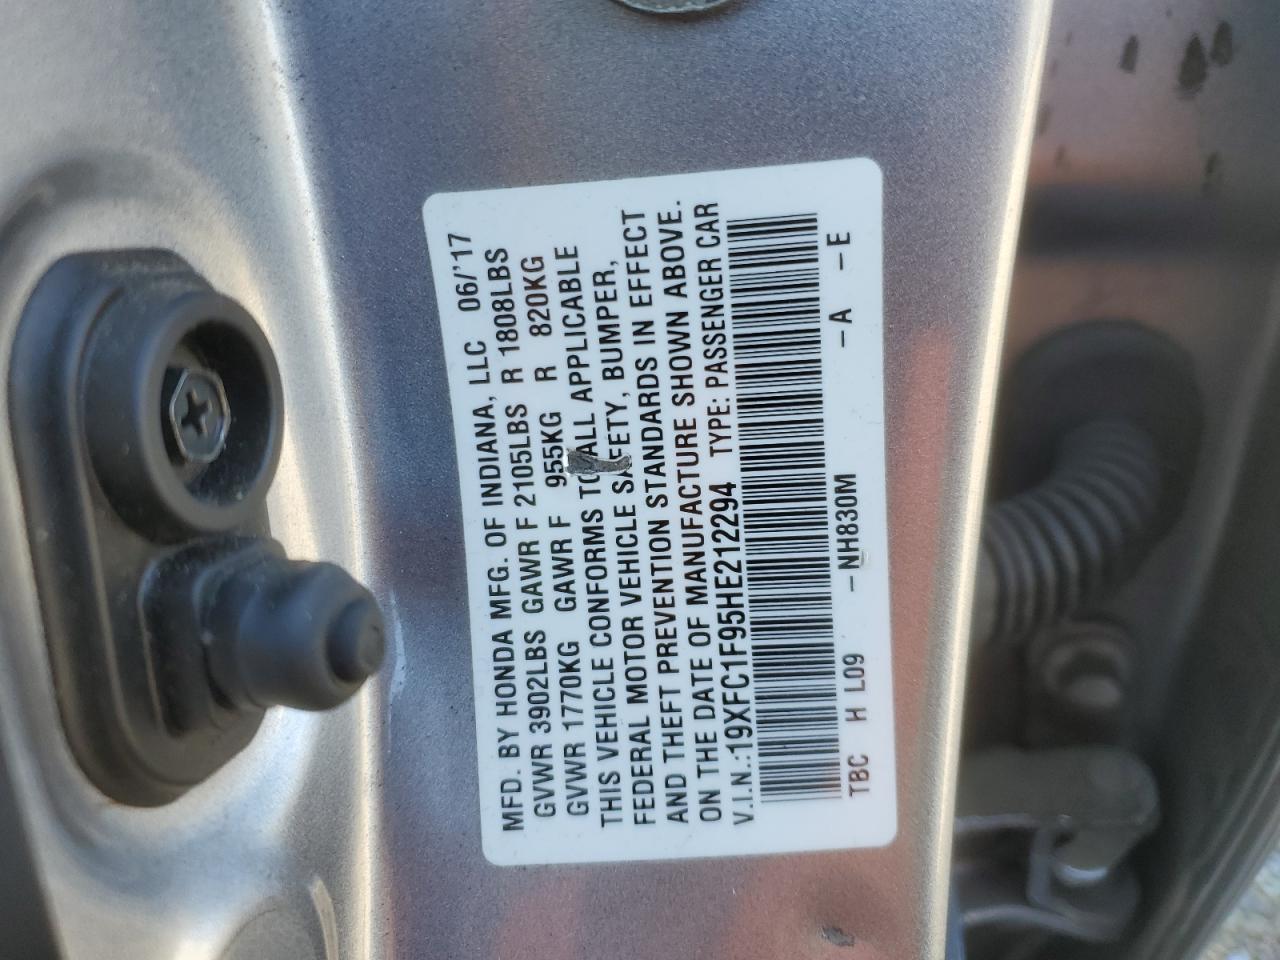 MFD. BY HONDA MFG. OF INDIANA, LLC 06/'17
GVWR 3902LBS GAWR F 2105LBS R 1808LBS
GVWR 1770KG GAWR F 955KG R 820KG
THIS VEHICLE CONFORMS TO ALL APPLICABLE
FEDERAL MOTOR VEHICLE SAFETY, BUMPER,
AND THEFT PREVENTION STANDARDS IN EFFECT
ON THE DATE OF MANUFACTURE SHOWN ABOVE.
V.I.N.:19XFC1F95HE212294 TYPE: PASSENGER CAR
TBC H L09 -NH830M -A -E